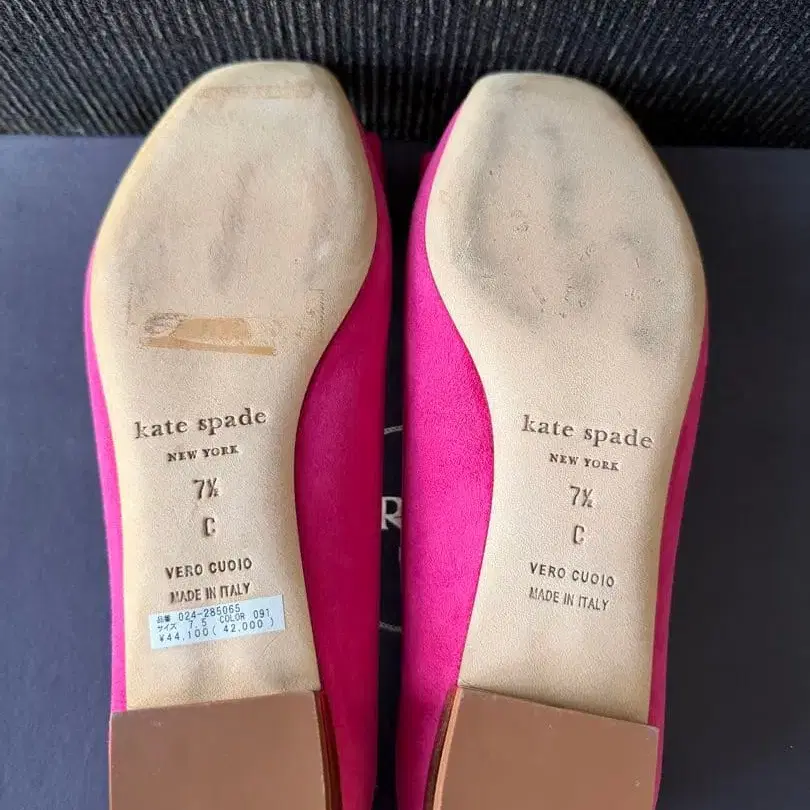 kate spade
NEW YORK
7½
C
VERO CUOIO
MADE IN ITALY
品番 024-285065
サイズ 7.5 COLOR 091
¥44,100(42,000)
kate spade
NEW YORK
7½
C
VERO CUOIO
MADE IN ITALY
R